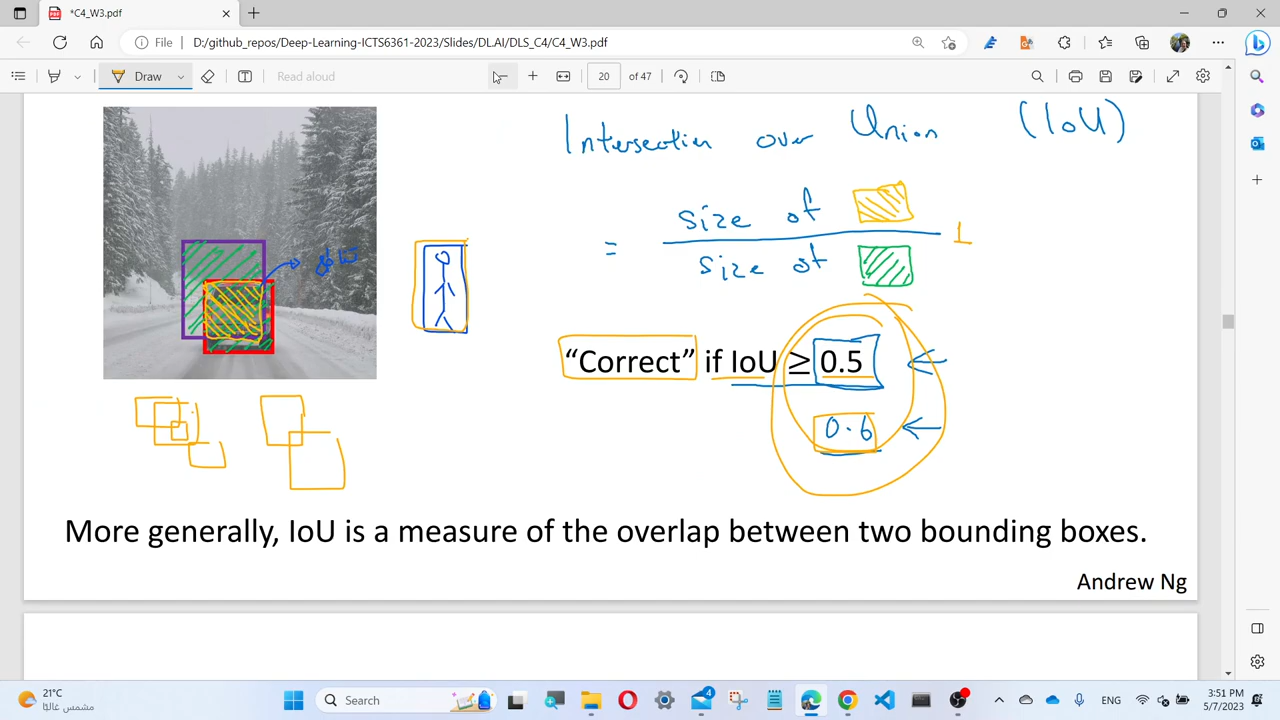 *C4_W3.pdf
File
D:/github_repos/Deep-Learning-ICTS6361-2023/Slides/DL.AI/DLS_C4/C4_W3.pdf
Draw
Read aloud
20
of 47
Intersection over Union (IoU)
= size of
size of
1
“Correct” if IoU ≥ 0.5
0.6
More generally, IoU is a measure of the overlap between two bounding boxes.
Andrew Ng
21°C
مشمس غالبًا
Search
4
ENG
3:51 PM
5/7/2023